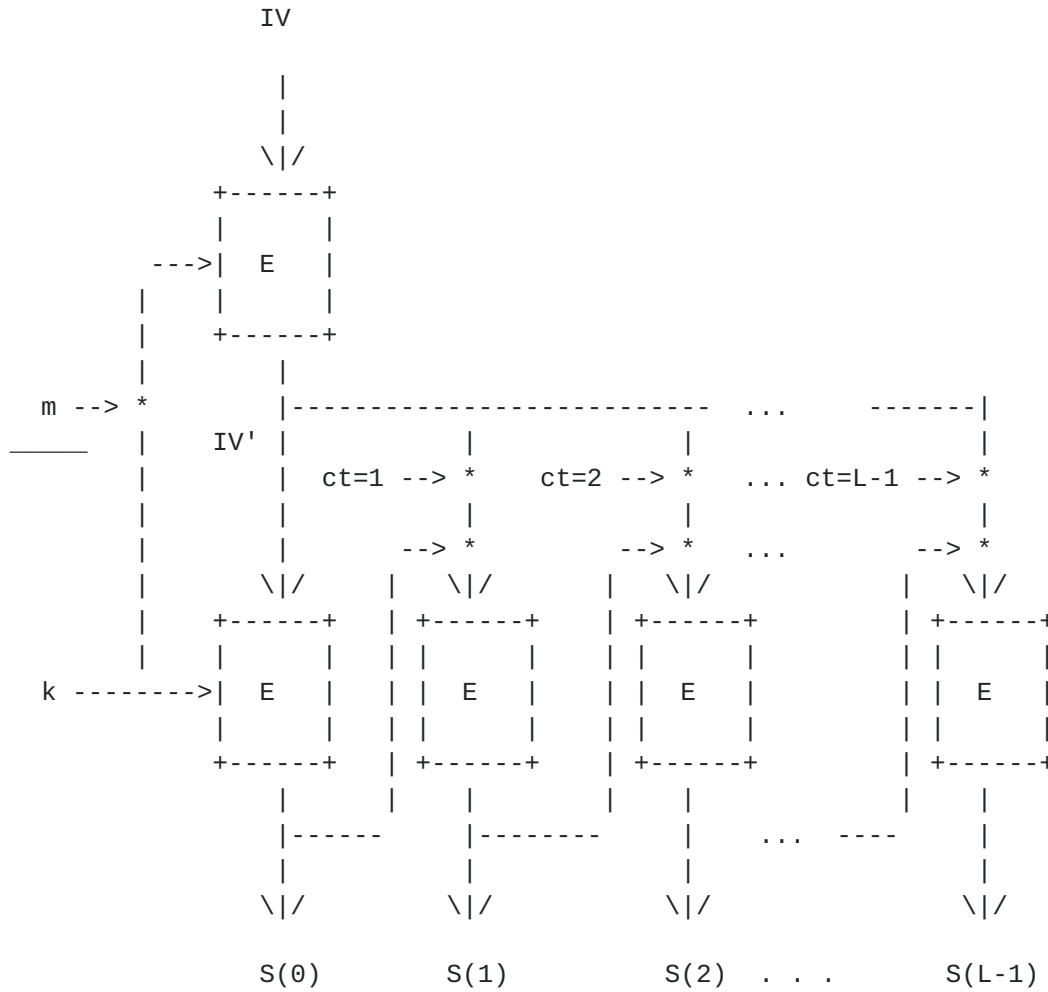 IV
E
m --> * ... 
IV'
ct=1 --> * ct=2 --> * ... ct=L-1 --> *
--> * --> * ... --> *
k E E E E
...
S(0) S(1) S(2) . . . S(L-1)